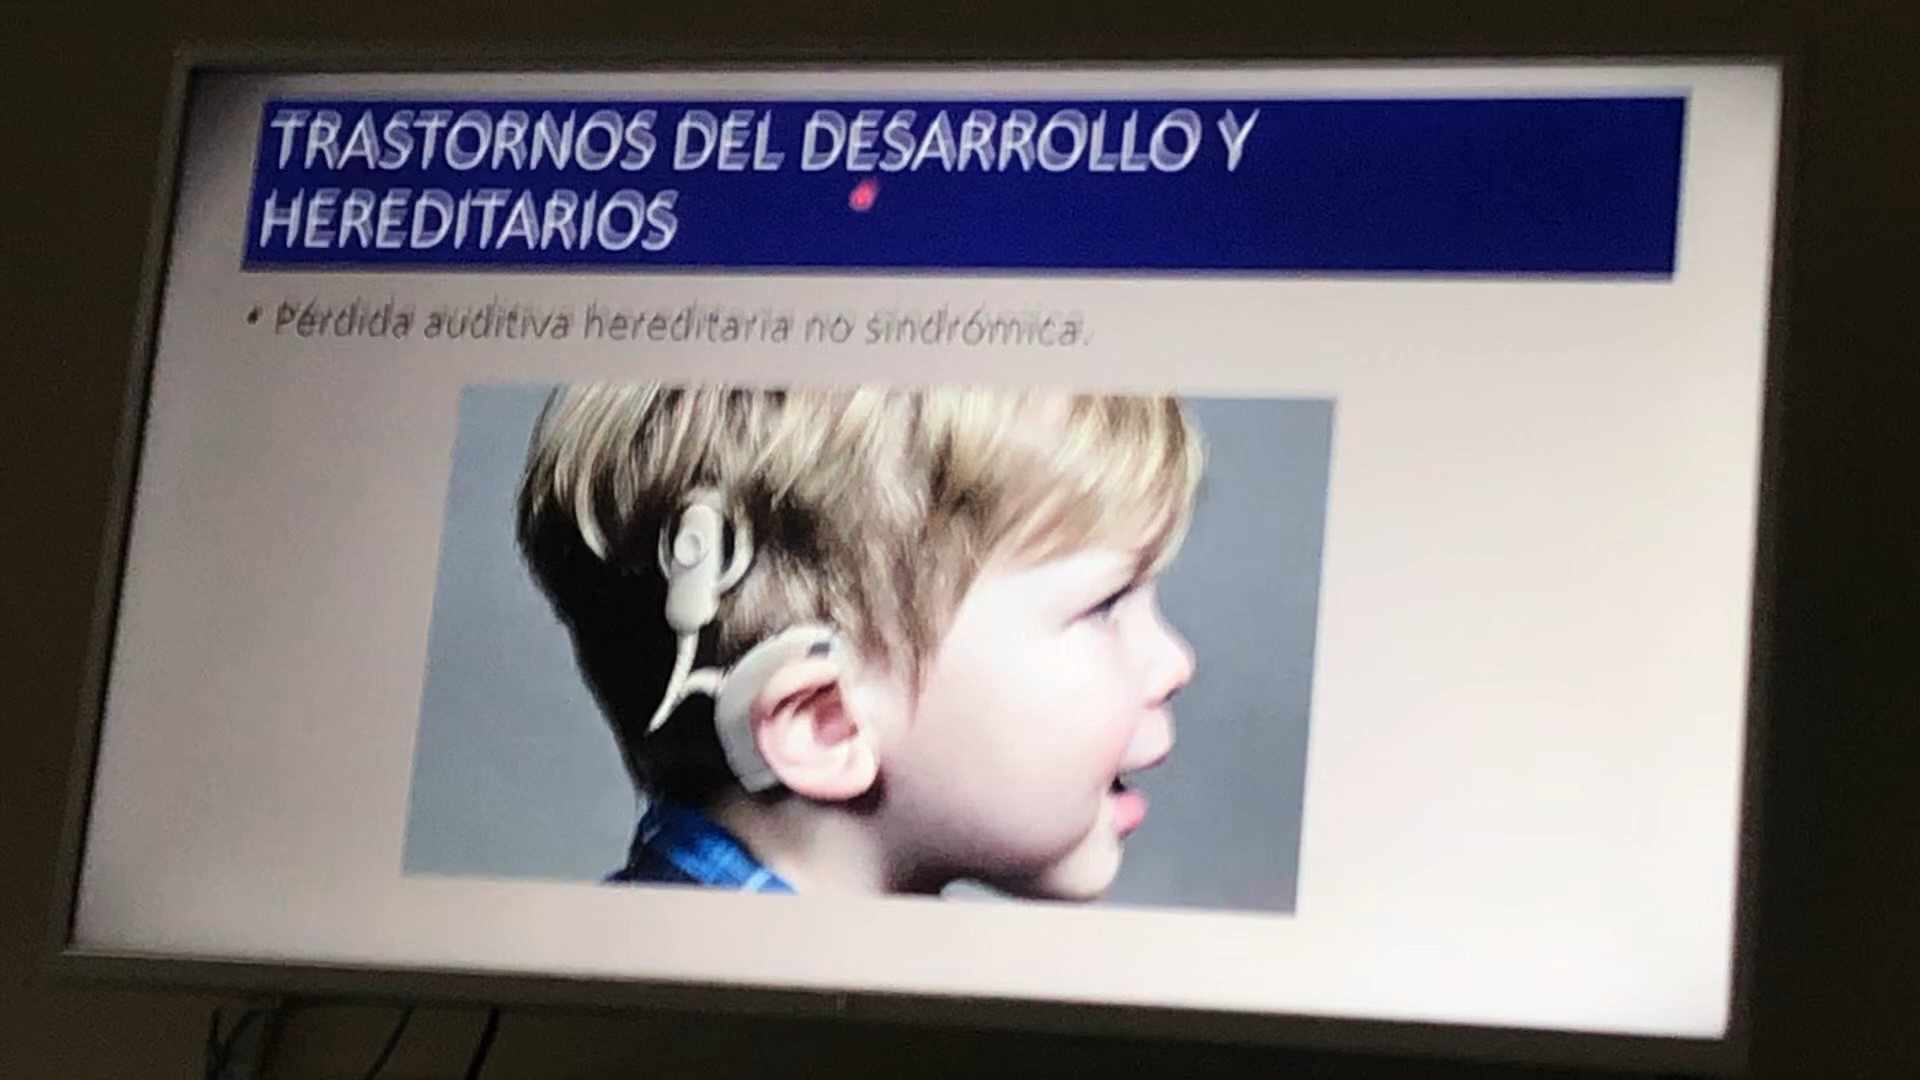 TRASTORNOS DEL DESARROLLO Y
HEREDITARIOS
• Pérdida auditiva hereditaria no sindrómica.